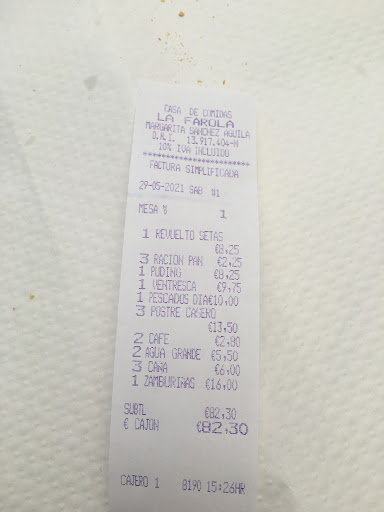 CASA DE COMIDAS
LA FAROLA
MARGARITA SANCHEZ AGUILA
D.N.I. 13.917.404-H
10% IVA INCLUIDO
************************
FACTURA SIMPLIFICADA
29-05-2021 SAB #1
MESA № 1
1 REVUELTO SETAS
€8,25
3 RACION PAN €2,25
1 PUDING €8,25
1 VENTRESCA €9,75
1 PESCADOS DIA€10,00
3 POSTRE CASERO
€13,50
2 CAFE €2,80
2 AGUA GRANDE €5,50
3 CAÑA €6,00
1 ZAMBURIÑAS €16,00
SUBTL €82,30
€ CAJON €82,30
CAJERO 1 8190 15:26HR